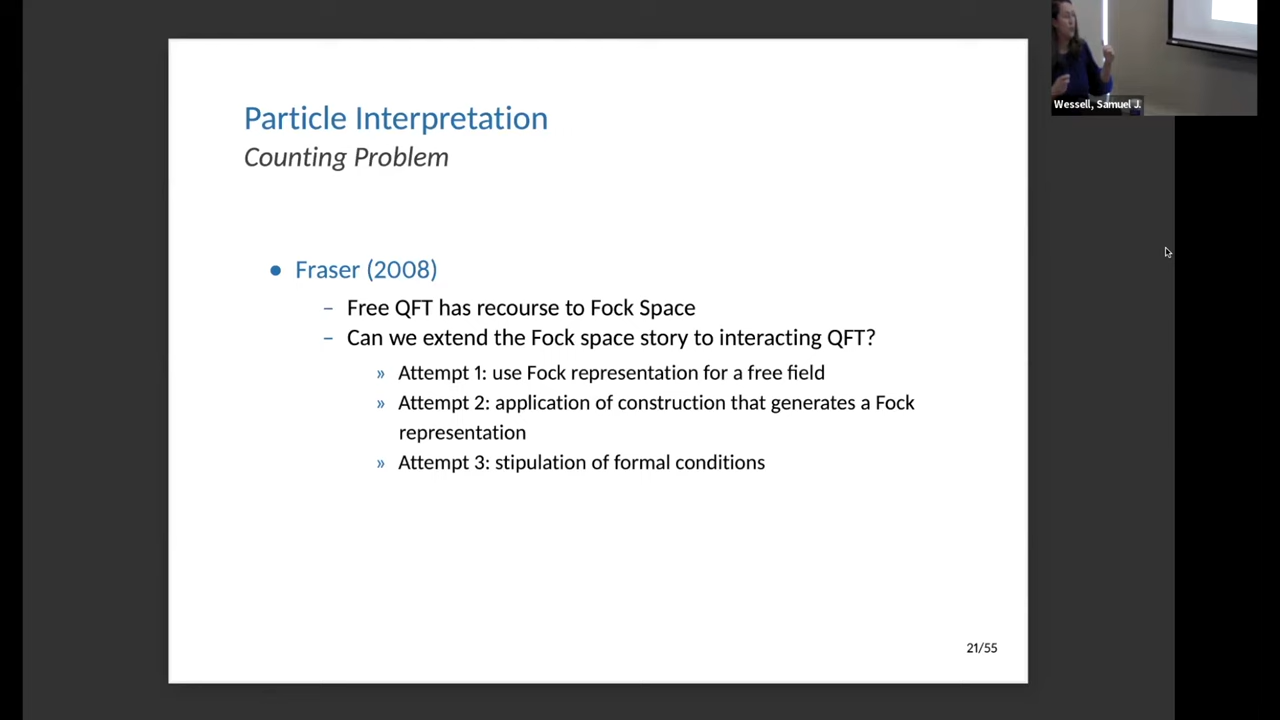 Particle Interpretation
Counting Problem
● Fraser (2008)
– Free QFT has recourse to Fock Space
– Can we extend the Fock space story to interacting QFT?
» Attempt 1: use Fock representation for a free field
» Attempt 2: application of construction that generates a Fock
representation
» Attempt 3: stipulation of formal conditions
21/55
Wessell, Samuel J.